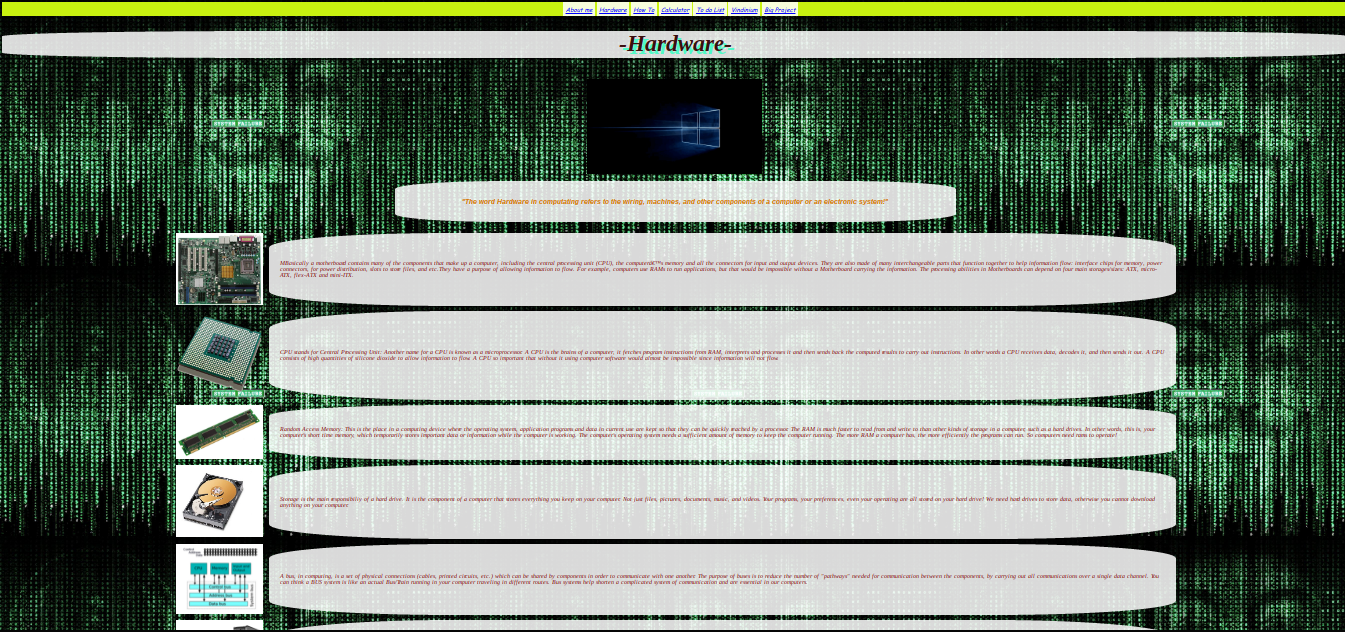 About me Hardware How To Calculator To do List Vindinium Big Project
-Hardware-
SYSTEM FAILURE SYSTEM FAILURE
"The word Hardware in computating refers to the wiring, machines, and other components of a computer or an electronic system!"
MBasically a motherboard contains many of the components that make up a computer, including the central processing unit (CPU), the computerâ€™s memory and all the connectors for input and output devices. They are also made of many interchangeable parts that function together to help information flow: interface chips for memory, power
connectors, for power distribution, slots to store files, and etc.They have a purpose of allowing information to flow. For example, computers use RAMs to run applications, but that would be impossible without a Motherboard carrying the information. The processing abilities in Motherboards can depend on four main storages/sizes: ATX, micro-
ATX, flex-ATX and mini-ITX.
CPU stands for Central Processing Unit: Another name for a CPU is known as a microprocessor. A CPU is the brains of a computer, it fetches program instructions from RAM, interprets and processes it and then sends back the computed results to carry out instructions. In other words a CPU receives data, decodes it, and then sends it out. A CPU
consists of high quantities of silicone dioxide to allow information to flow. A CPU so important that without it using computer software would almost be impossible since information will not flow.
SYSTEM FAILURE SYSTEM FAILURE
Random Access Memory. This is the place in a computing device where the operating system, application programs and data in current use are kept so that they can be quickly reached by a processor. The RAM is much faster to read from and write to than other kinds of storage in a computer, such as a hard drives. In other words, this is, your
computer's short time memory, which temporarily stores important data or information while the computer is working. The computer's operating system needs a sufficient amount of memory to keep the computer running. The more RAM a computer has, the more efficiently the programs can run. So computers need rams to operate!
Storage is the main responsibility of a hard drive. It is the component of a computer that stores everything you keep on your computer. Not just files, pictures, documents, music, and videos. Your programs, your preferences, even your operating are all stored on your hard drive! We need hard drives to store data, otherwise you cannot download
anything on your computer.
CPU Memory
Control bus
Address bus
Data bus
A bus, in computing, is a set of physical connections (cables, printed circuits, etc.) which can be shared by components in order to communicate with one another. The purpose of buses is to reduce the number of "pathways" needed for communication between the components, by carrying out all communications over a single data channel. You
can think a BUS system is like an actual Bus/Train running in your computer traveling in different routes. Bus systems help shorten a complicated system of communication and are essential in our computers.